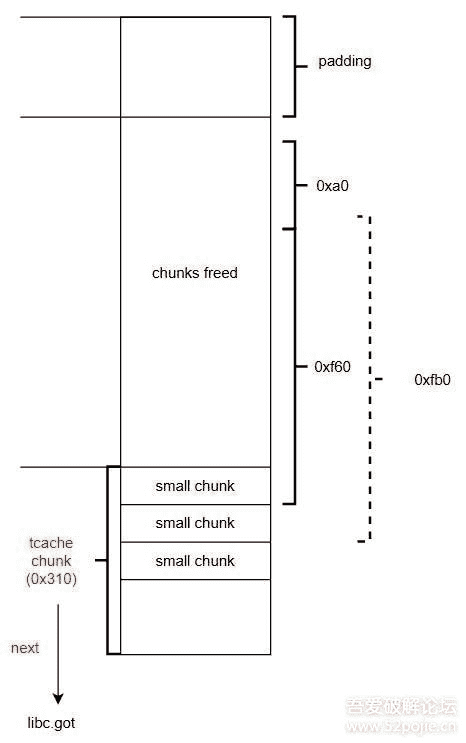 padding
0xa0
chunks freed
0xf60
0xfb0
small chunk
small chunk
small chunk
tcache
chunk
(0x310)
next
libc.got
吾爱破解论坛
www.52pojie.cn